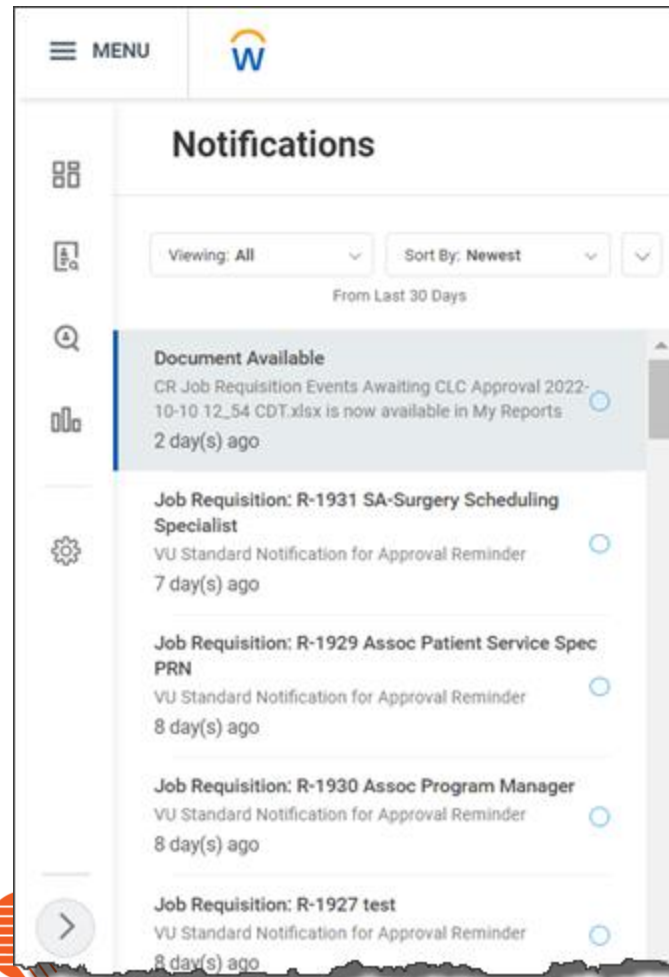 MENU
W
Notifications
Viewing: All
Sort By: Newest
From Last 30 Days
Document Available
CR Job Requisition Events Awaiting CLC Approval 2022-
10-10 12_54 CDT.xlsx is now available in My Reports
2 day(s) ago
Job Requisition: R-1931 SA-Surgery Scheduling
Specialist
VU Standard Notification for Approval Reminder
7 day(s) ago
Job Requisition: R-1929 Assoc Patient Service Spec
PRN
VU Standard Notification for Approval Reminder
8 day(s) ago
Job Requisition: R-1930 Assoc Program Manager
VU Standard Notification for Approval Reminder
8 day(s) ago
Job Requisition: R-1927 test
VU Standard Notification for Approval Reminder
8 day(s) ago